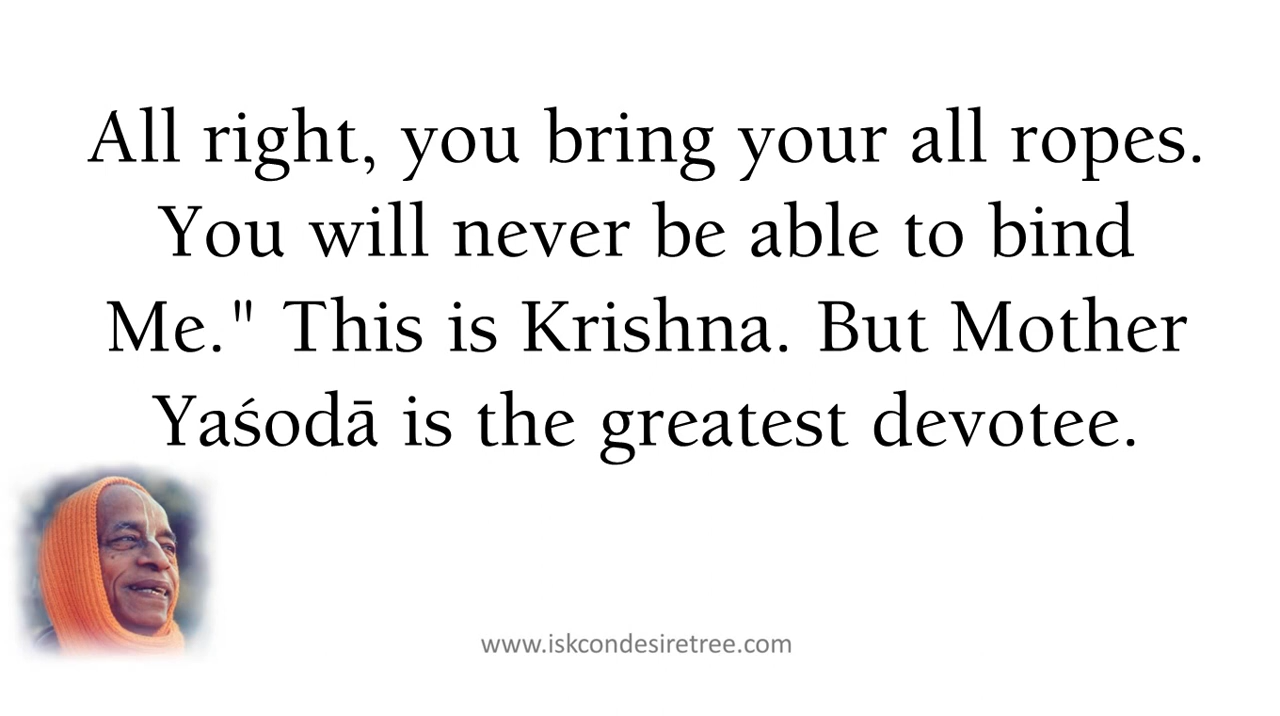 All right, you bring your all ropes.
You will never be able to bind
Me." This is Krishna. But Mother
Yaśodā is the greatest devotee.
www.iskcondesiretree.com